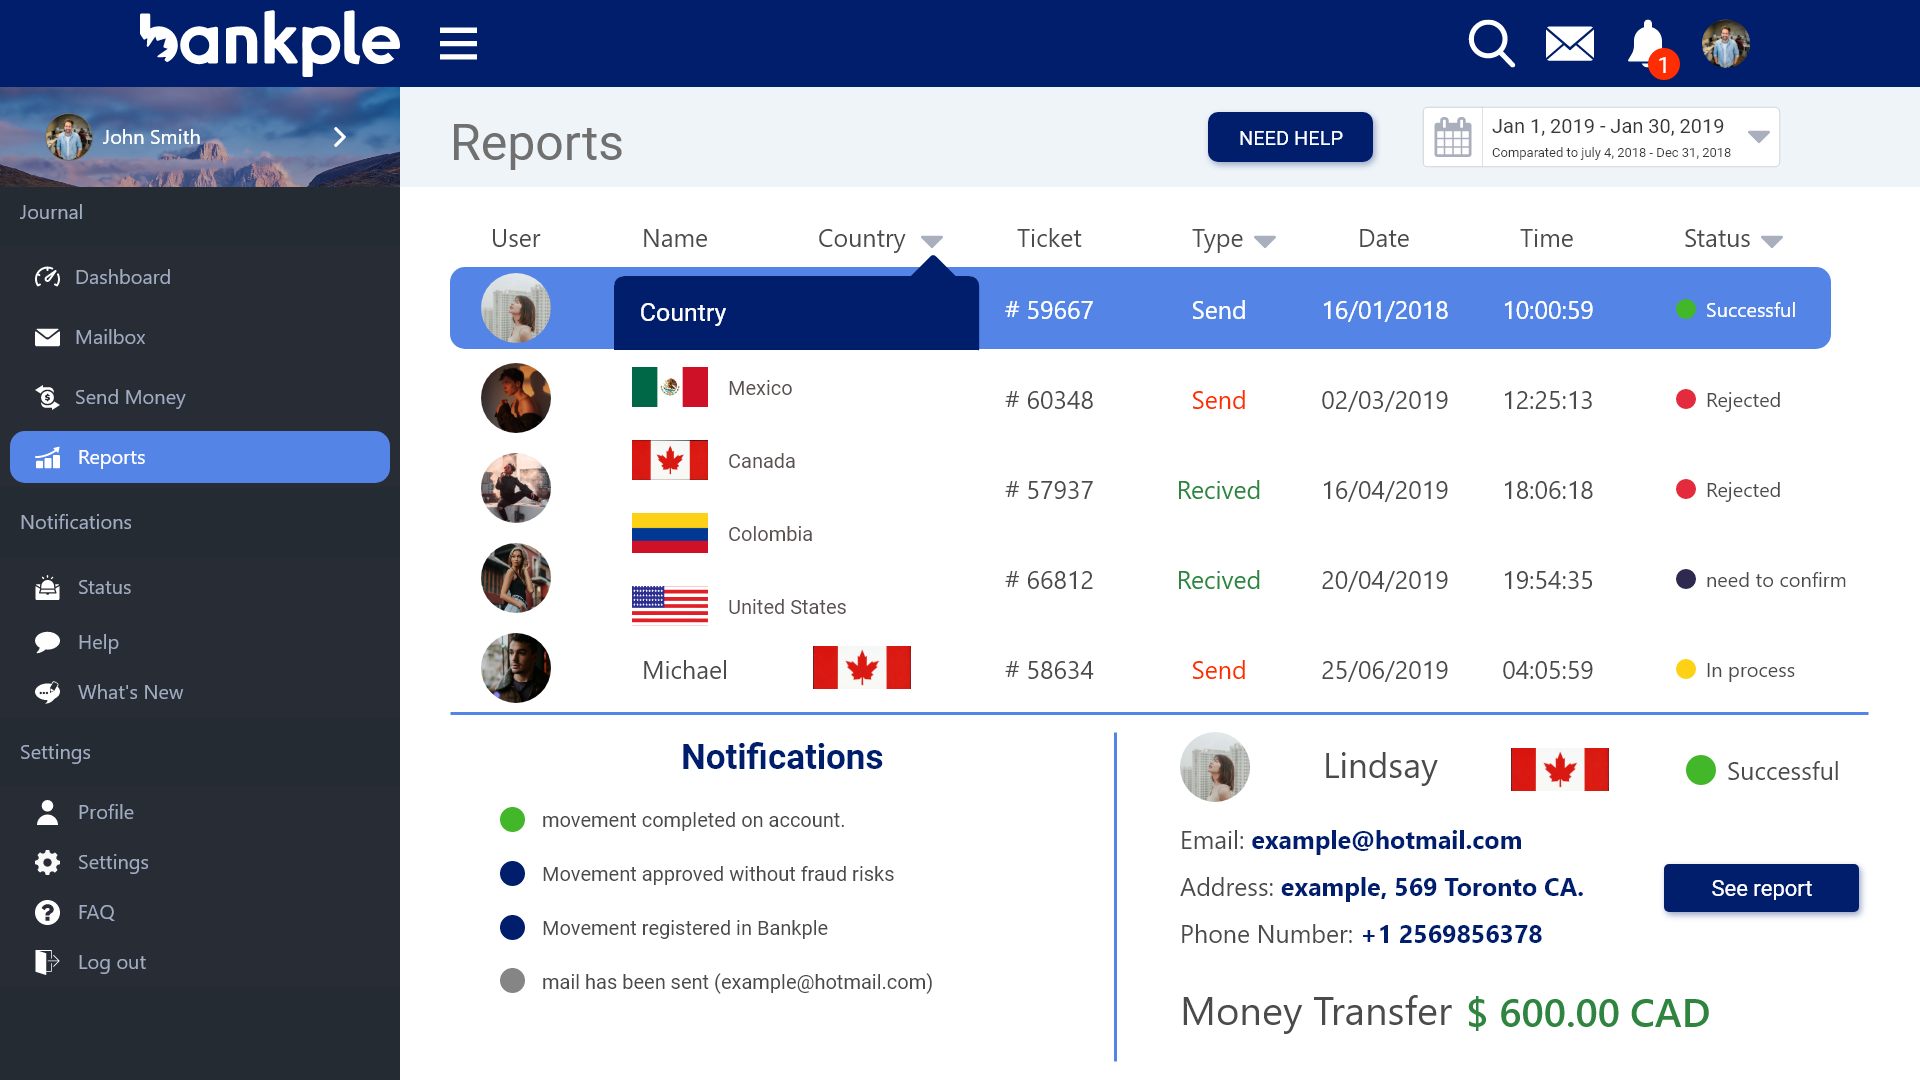 bankple
1
John Smith
Reports
NEED HELP
Jan 1, 2019 - Jan 30, 2019
Comparated to july 4, 2018 - Dec 31, 2018
Journal
Dashboard
Mailbox
Send Money
Reports
Notifications
Status
Help
What's New
Settings
Profile
Settings
FAQ
Log out
User Name Country Ticket Type Date Time Status
Country
# 59667 Send 16/01/2018 10:00:59 Successful
Mexico
# 60348 Send 02/03/2019 12:25:13 Rejected
Canada
# 57937 Recived 16/04/2019 18:06:18 Rejected
Colombia
# 66812 Recived 20/04/2019 19:54:35 need to confirm
United States
Michael # 58634 Send 25/06/2019 04:05:59 In process
Notifications
movement completed on account.
Movement approved without fraud risks
Movement registered in Bankple
mail has been sent (example@hotmail.com)
Lindsay Successful
Email: example@hotmail.com
Address: example, 569 Toronto CA.
Phone Number: +1 2569856378
See report
Money Transfer $ 600.00 CAD